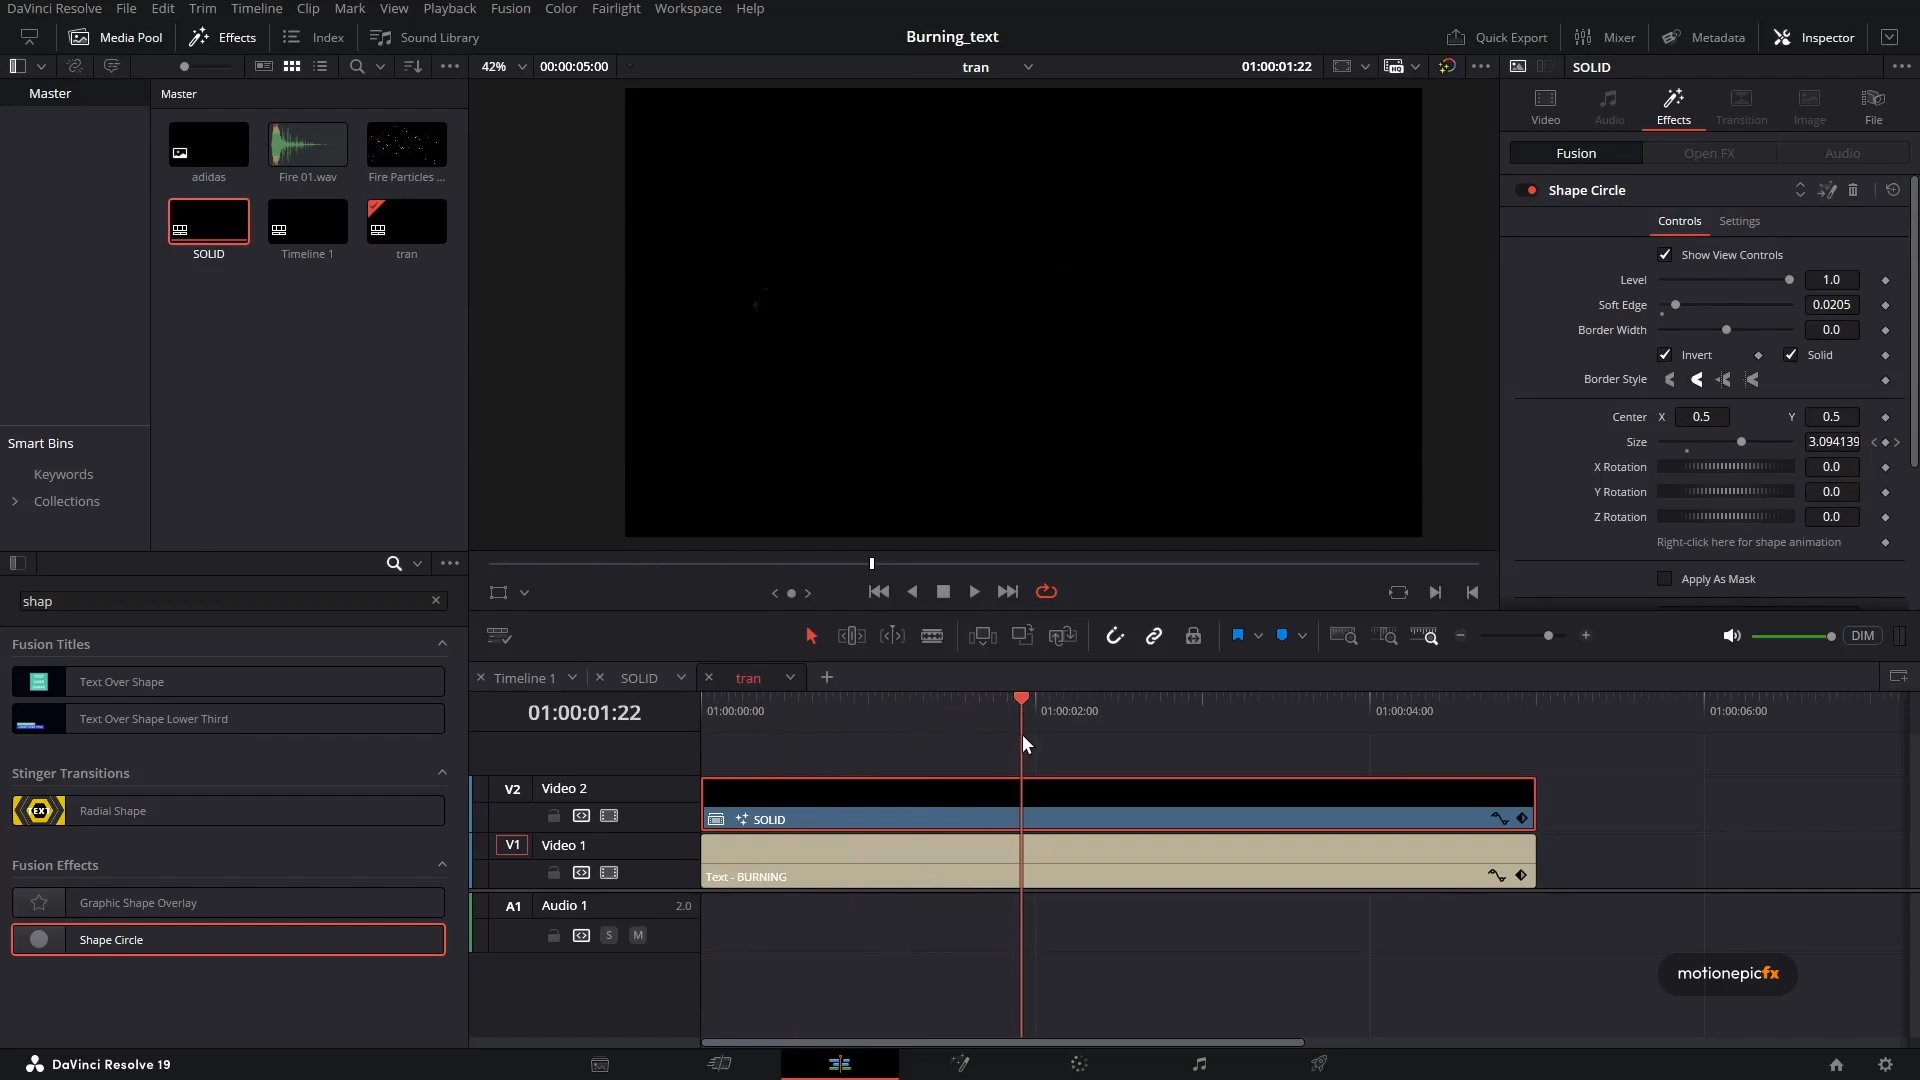 DaVinci Resolve File Edit Trim Timeline Clip Mark View Playback Fusion Color Fairlight Workspace Help
Media Pool Effects Index Sound Library
Burning_text
Quick Export Mixer Metadata Inspector
42% 00:00:05:00
tran
01:00:01:22
SOLID
Master
Master
adidas
Fire 01.wav
Fire Particles ...
SOLID
Timeline 1
tran
Smart Bins
Keywords
Collections
shap
Fusion Titles
Text Over Shape
Text Over Shape Lower Third
Stinger Transitions
TEXT
Radial Shape
Fusion Effects
Graphic Shape Overlay
Shape Circle
Video Audio Effects Transition Image File
Fusion Open FX Audio
Shape Circle
Controls Settings
Show View Controls
Level 1.0
Soft Edge 0.0205
Border Width 0.0
Invert Solid
Border Style
Center X 0.5 Y 0.5
Size 3.094139
X Rotation 0.0
Y Rotation 0.0
Z Rotation 0.0
Right-click here for shape animation
Apply As Mask
DIM
Timeline 1 SOLID tran
01:00:01:22
01:00:00:00 01:00:02:00 01:00:04:00 01:00:06:00
V2 Video 2
SOLID
V1 Video 1
Text - BURNING
A1 Audio 1 2.0
S M
motionepicfx
DaVinci Resolve 19